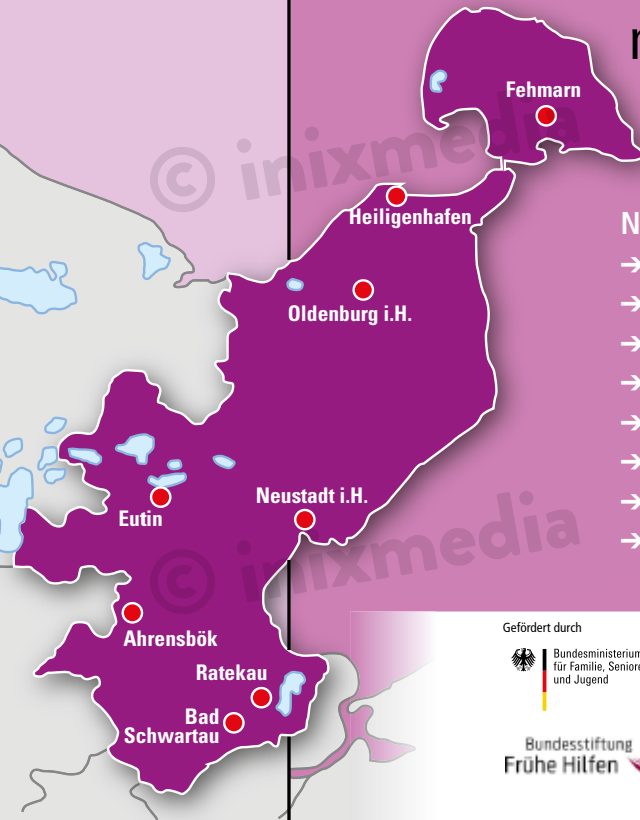 © inixmedia
Fehmarn
Heiligenhafen
Oldenburg i.H.
Neustadt i.H.
Eutin
© inixmedia
Ahrensbök
Ratekau
Bad
Schwartau
N
Gefördert durch
Bundesministerium
für Familie, Seniore
und Jugend
Bundesstiftung
Frühe Hilfen